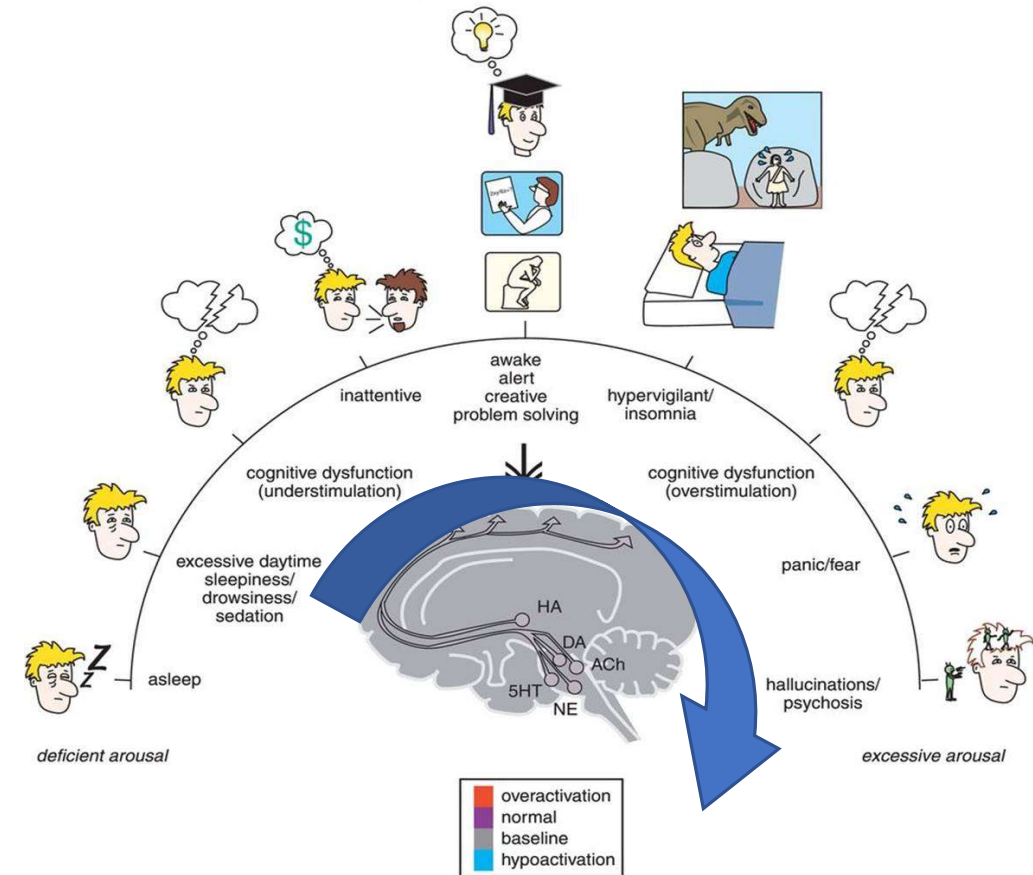 $
inattentive
awake
alert
creative
problem solving
hypervigilant/
insomnia
cognitive dysfunction
(understimulation)
cognitive dysfunction
(overstimulation)
excessive daytime
sleepiness/
drowsiness/
sedation
panic/fear
HA
DA
ACh
5HT
NE
Z
Z
asleep
hallucinations/
psychosis
deficient arousal
excessive arousal
overactivation
normal
baseline
hypoactivation